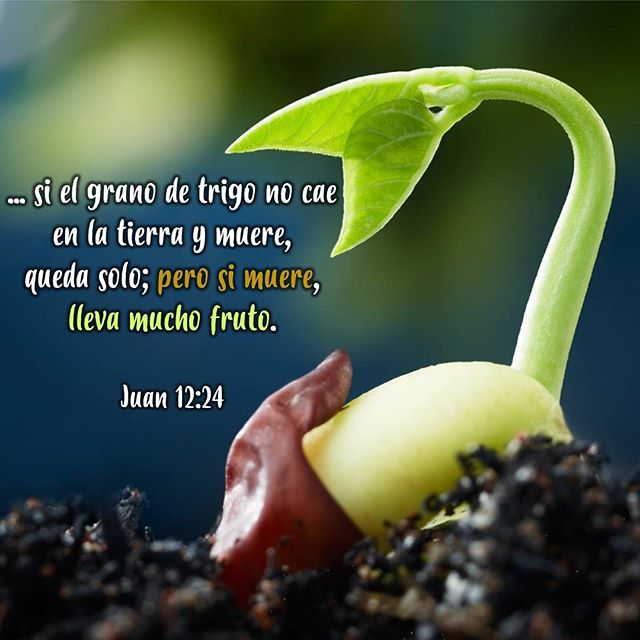 ... si el grano de trigo no cae
en la tierra y muere,
queda solo; pero si muere,
lleva mucho fruto.
Juan 12:24